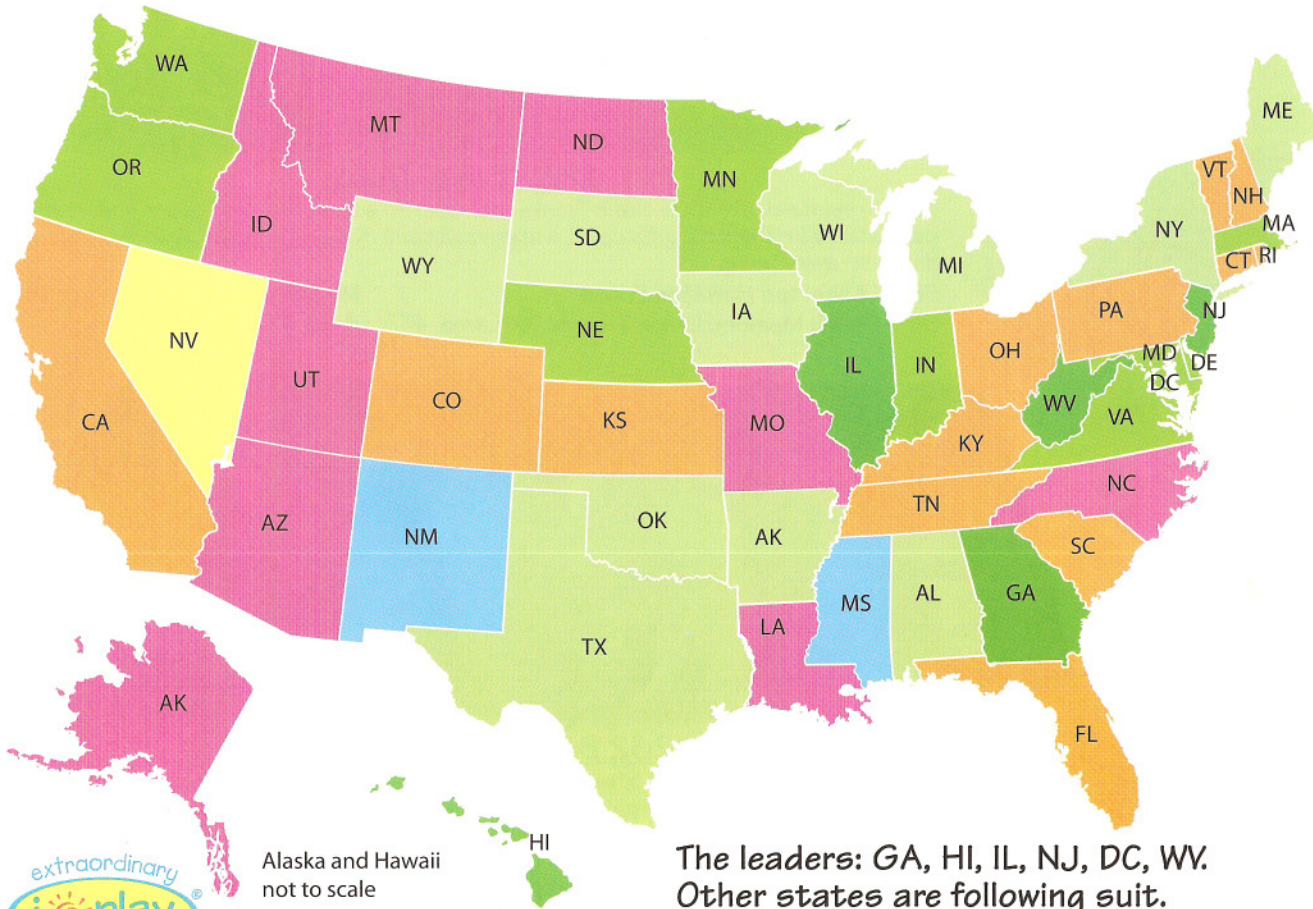 WA
ME
MT
ND
VT
OR
MN
NH
ID
MA
SD
WI
NY
WY
MI
CT RI
IA
PA
NJ
NE
NV
OH
MD
DE
IL
IN
UT
DC
CO
WV
CA
KS
VA
MO
KY
NC
TN
AZ
OK
NM
AK
SC
GA
MS
AL
LA
TX
AK
FL
HI
extraordinary
Alaska and Hawaii
not to scale
play
®
The leaders: GA, HI, IL, NJ, DC, WV.
Other states are following suit.